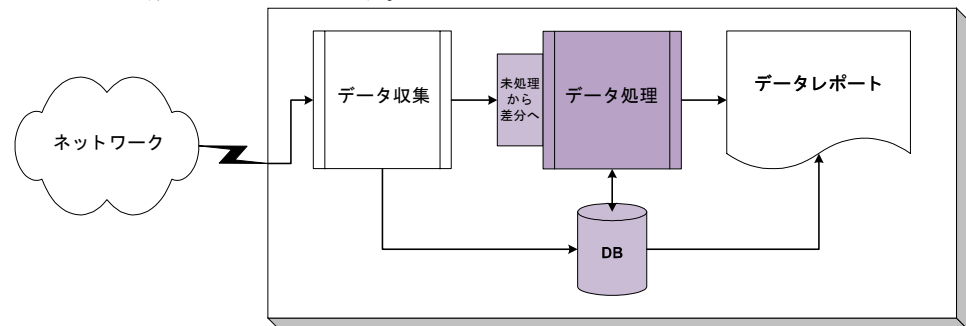 ネットワーク
データ収集
未処理
から
差分へ
データ処理
データレポート
DB